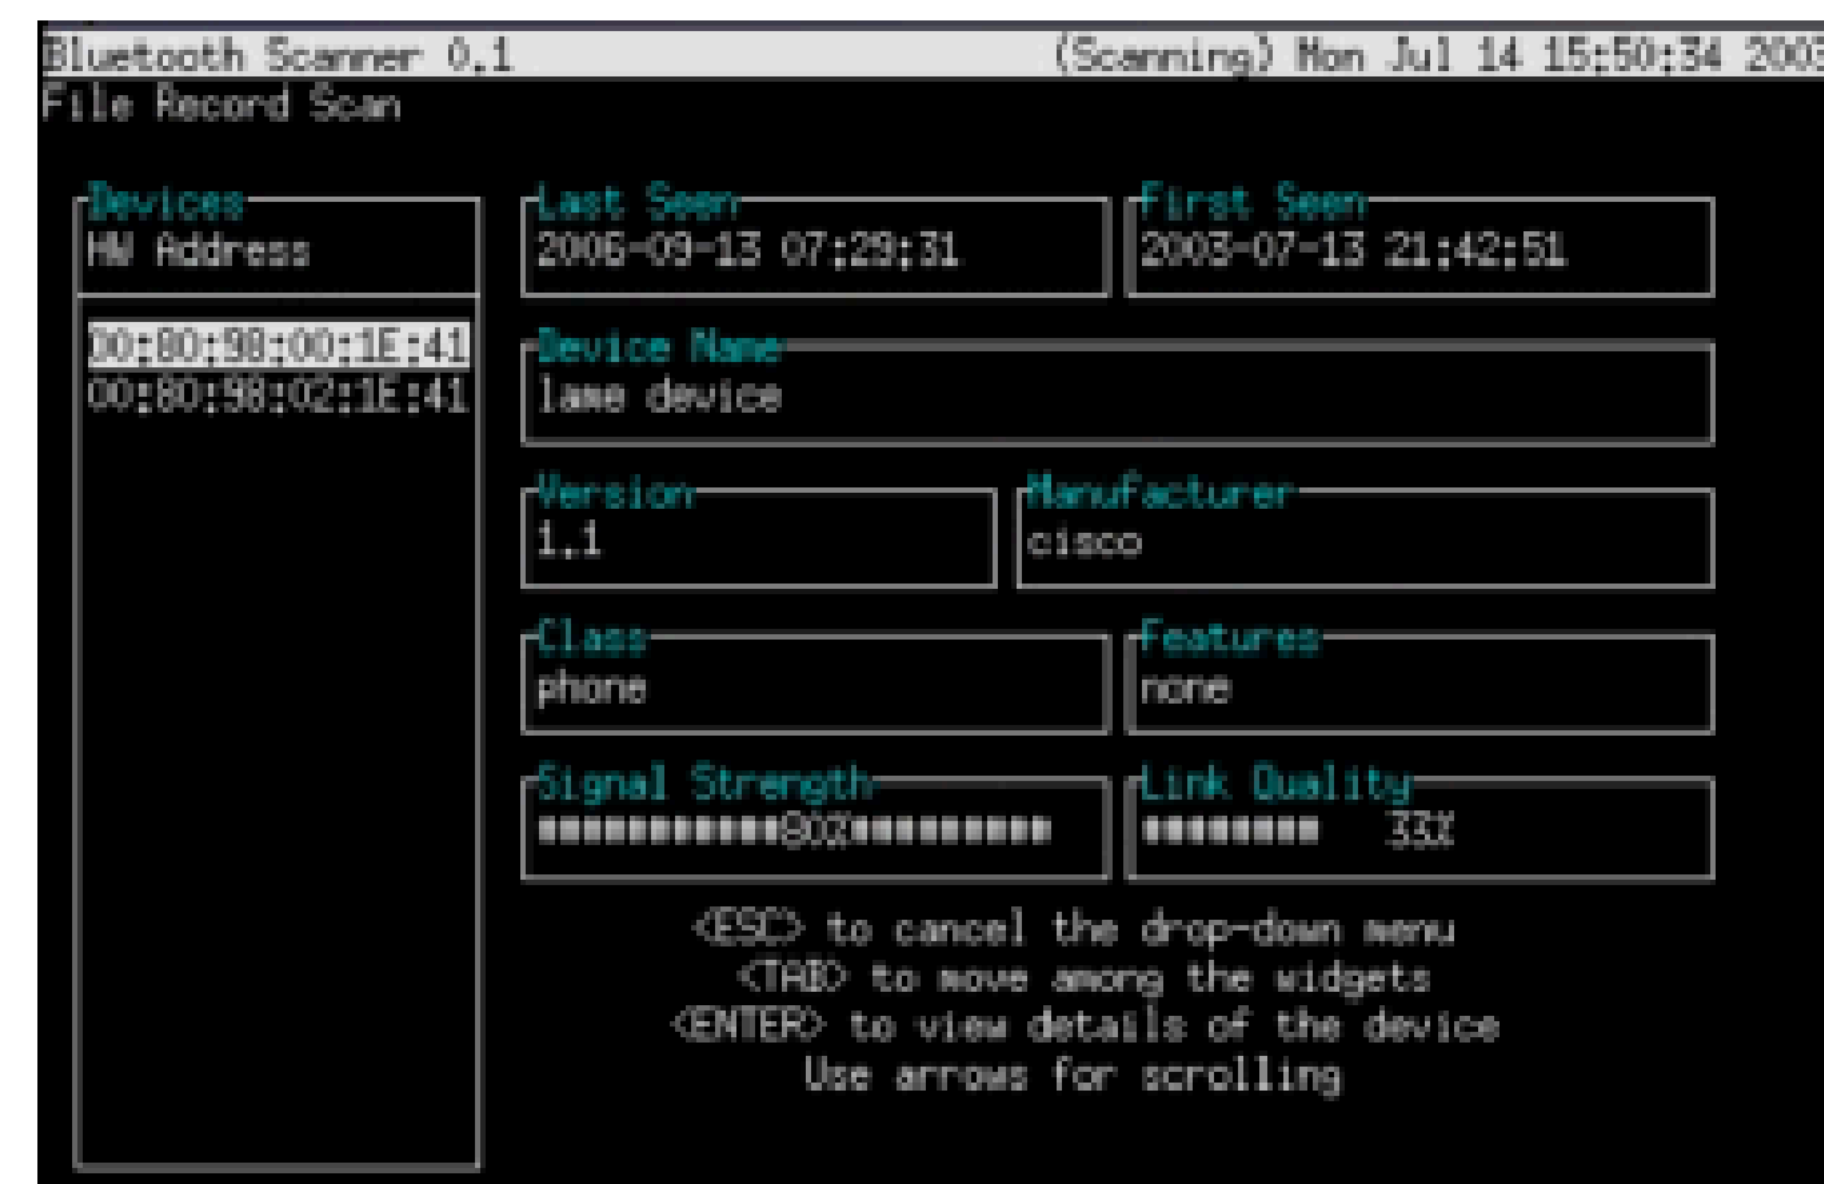 Bluetooth Scanner 0.1 (Scanning) Mon Jul 14 15:50:34 2003
File Record Scan
Devices
HW Address
00:80:98:00:1E:41
00:80:98:02:1E:41
Last Seen
2006-09-13 07:29:31
First Seen
2003-07-13 21:42:51
Device Name
lame device
Version
1.1
Manufacturer
cisco
Class
phone
Features
none
Signal Strength
80%
Link Quality
33%
<ESC> to cancel the drop-down menu
<TAB> to move among the widgets
<ENTER> to view details of the device
Use arrows for scrolling